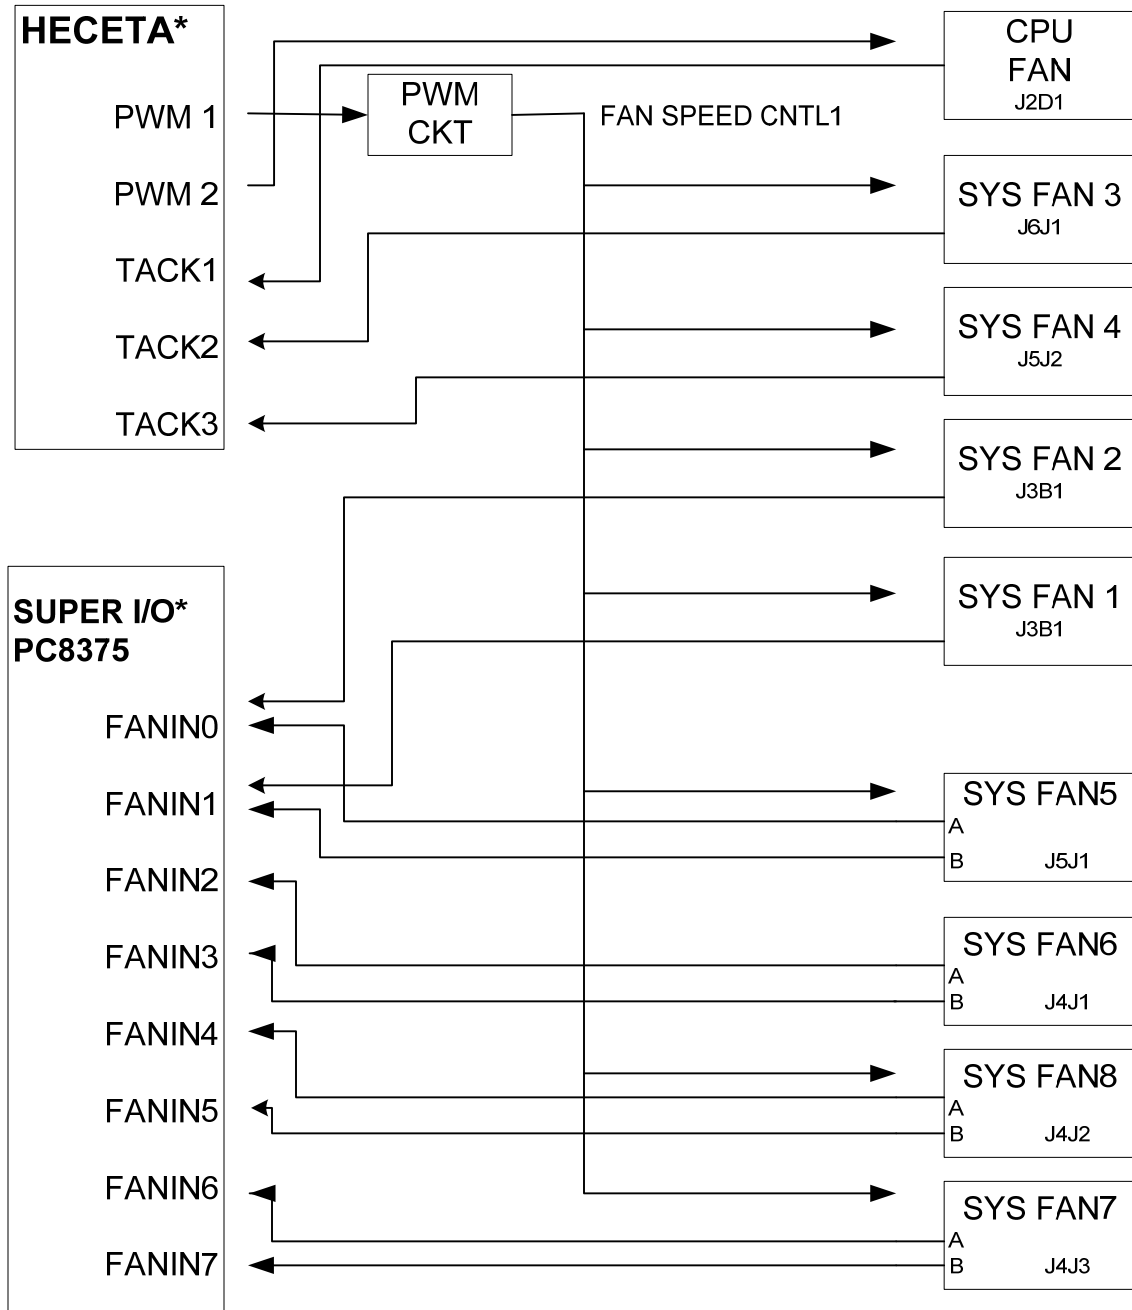 HECETA*
PWM 1
PWM 2
TACK1
TACK2
TACK3
PWM
CKT
FAN SPEED CNTL1
CPU
FAN
J2D1
SYS FAN 3
J6J1
SYS FAN 4
J5J2
SYS FAN 2
J3B1
SYS FAN 1
J3B1
SUPER I/O*
PC8375
FANIN0
FANIN1
FANIN2
FANIN3
FANIN4
FANIN5
FANIN6
FANIN7
SYS FAN5
A
B J5J1
SYS FAN6
A
B J4J1
SYS FAN8
A
B J4J2
SYS FAN7
A
B J4J3